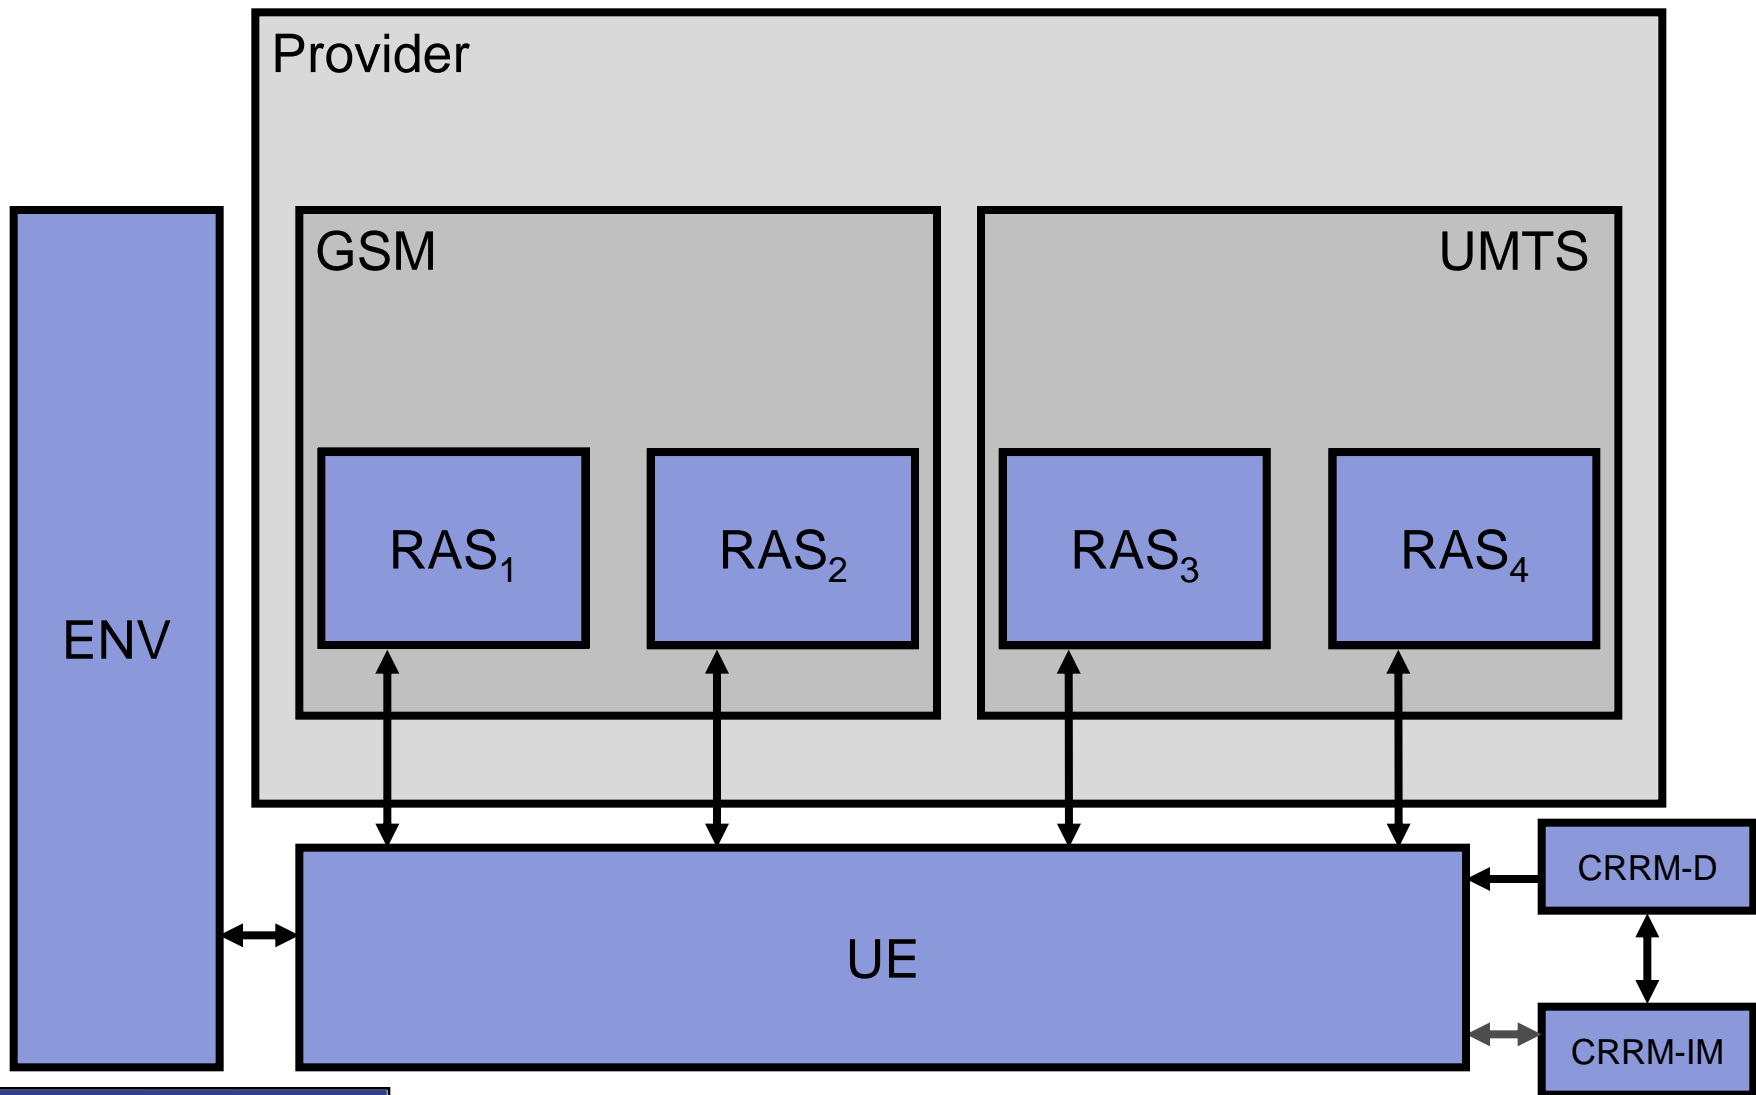 Provider
GSM
UMTS
RAS₁
RAS₂
RAS₃
RAS₄
ENV
CRRM-D
UE
CRRM-IM